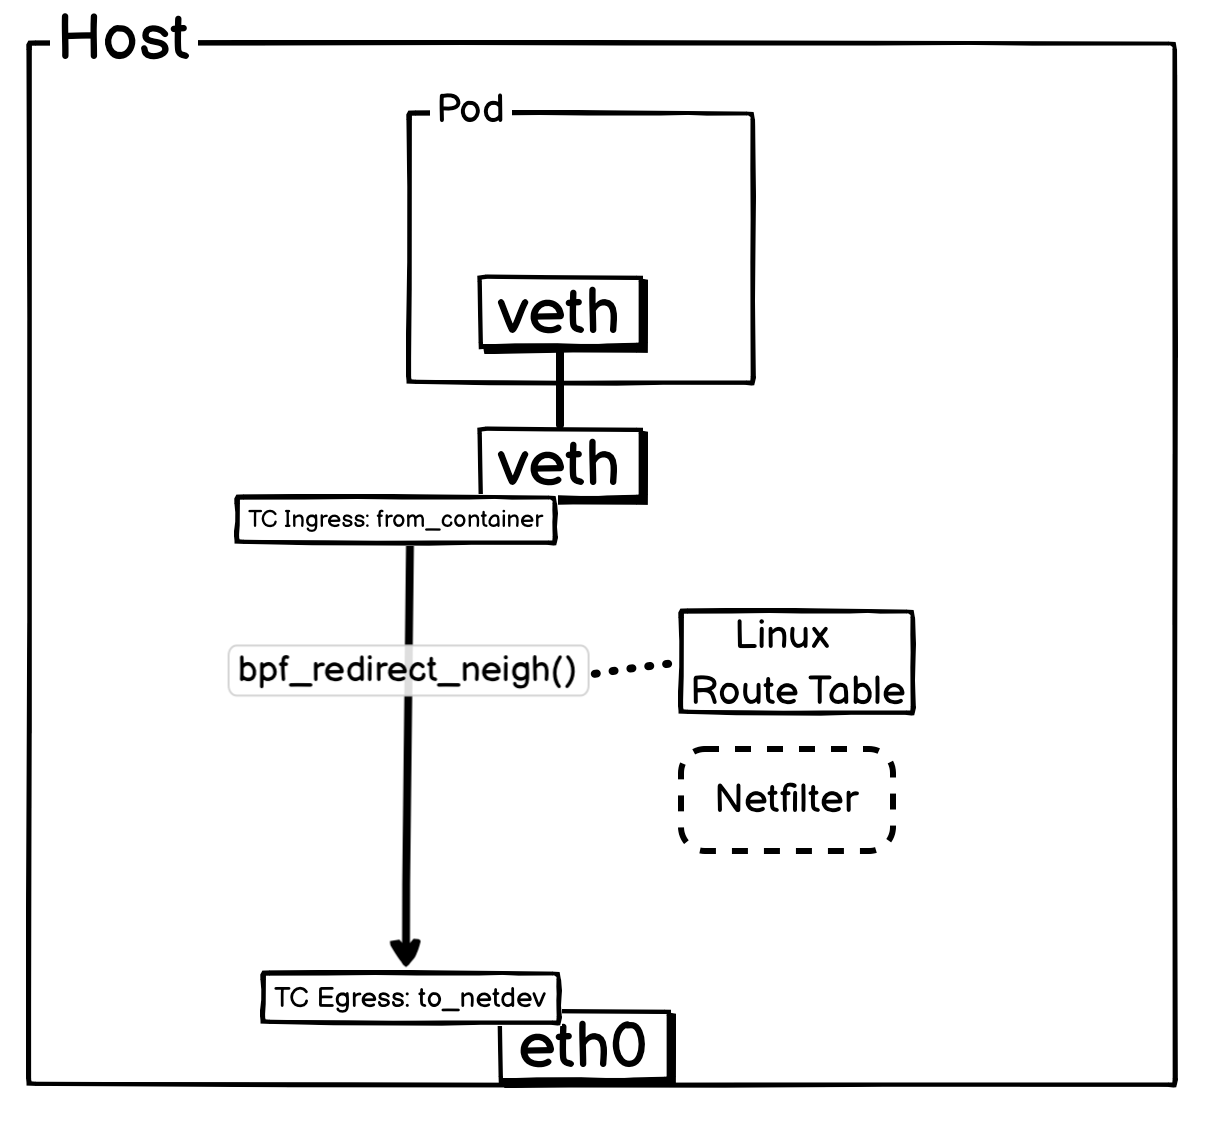 Host
Pod
veth
veth
TC Ingress: from_container
bpf_redirect_neigh()
Linux
Route Table
Netfilter
TC Egress: to_netdev
eth0